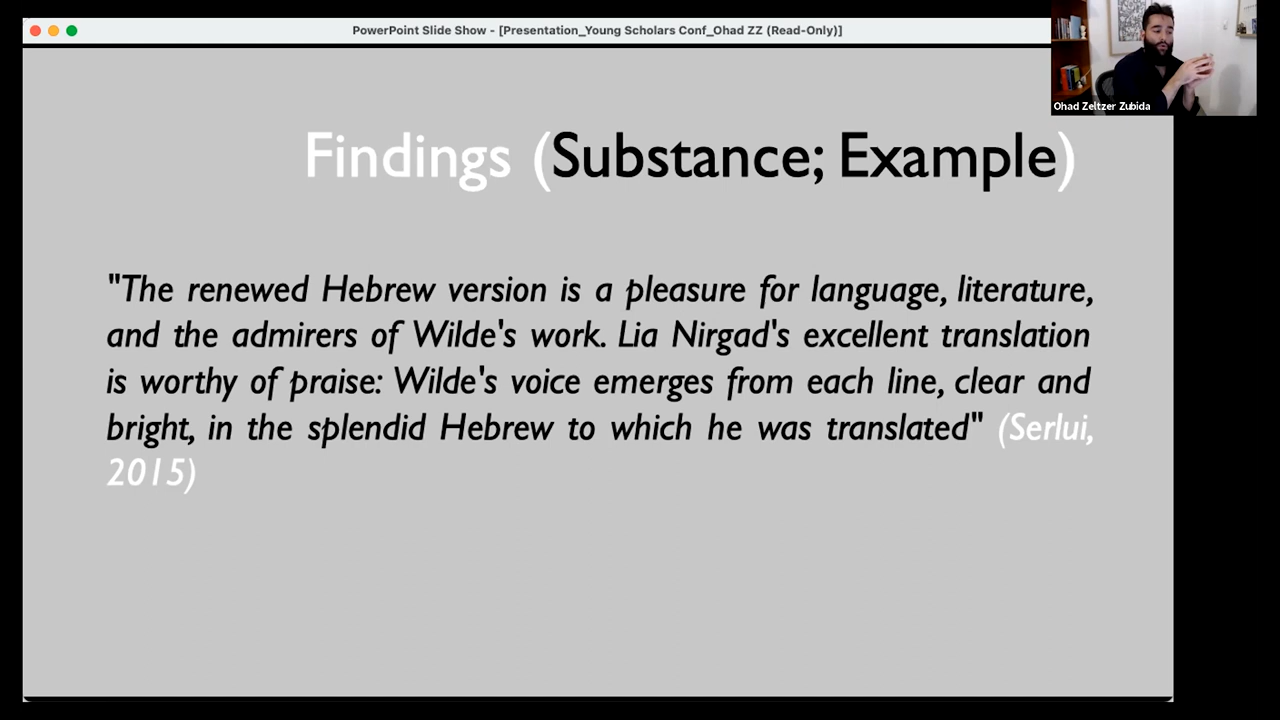 PowerPoint Slide Show - [Presentation_Young Scholars Conf_Ohad ZZ (Read-Only)]
Ohad Zeltzer Zubida
Findings (Substance; Example)
"The renewed Hebrew version is a pleasure for language, literature,
and the admirers of Wilde's work. Lia Nirgad's excellent translation
is worthy of praise: Wilde's voice emerges from each line, clear and
bright, in the splendid Hebrew to which he was translated" (Serlui,
2015)